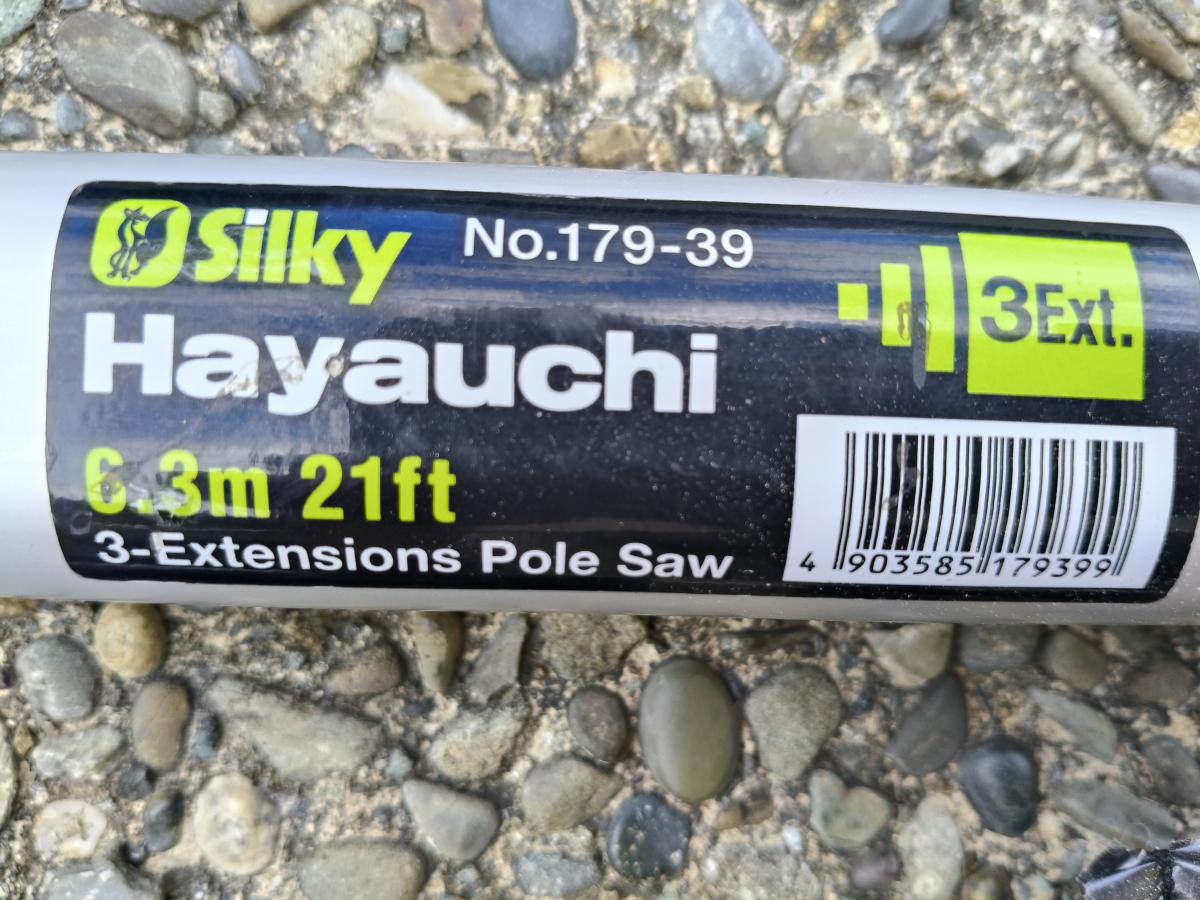 Silky No.179-39
3Ext.
Hayauchi
6.3m 21ft
3-Extensions Pole Saw
4 903585 179399